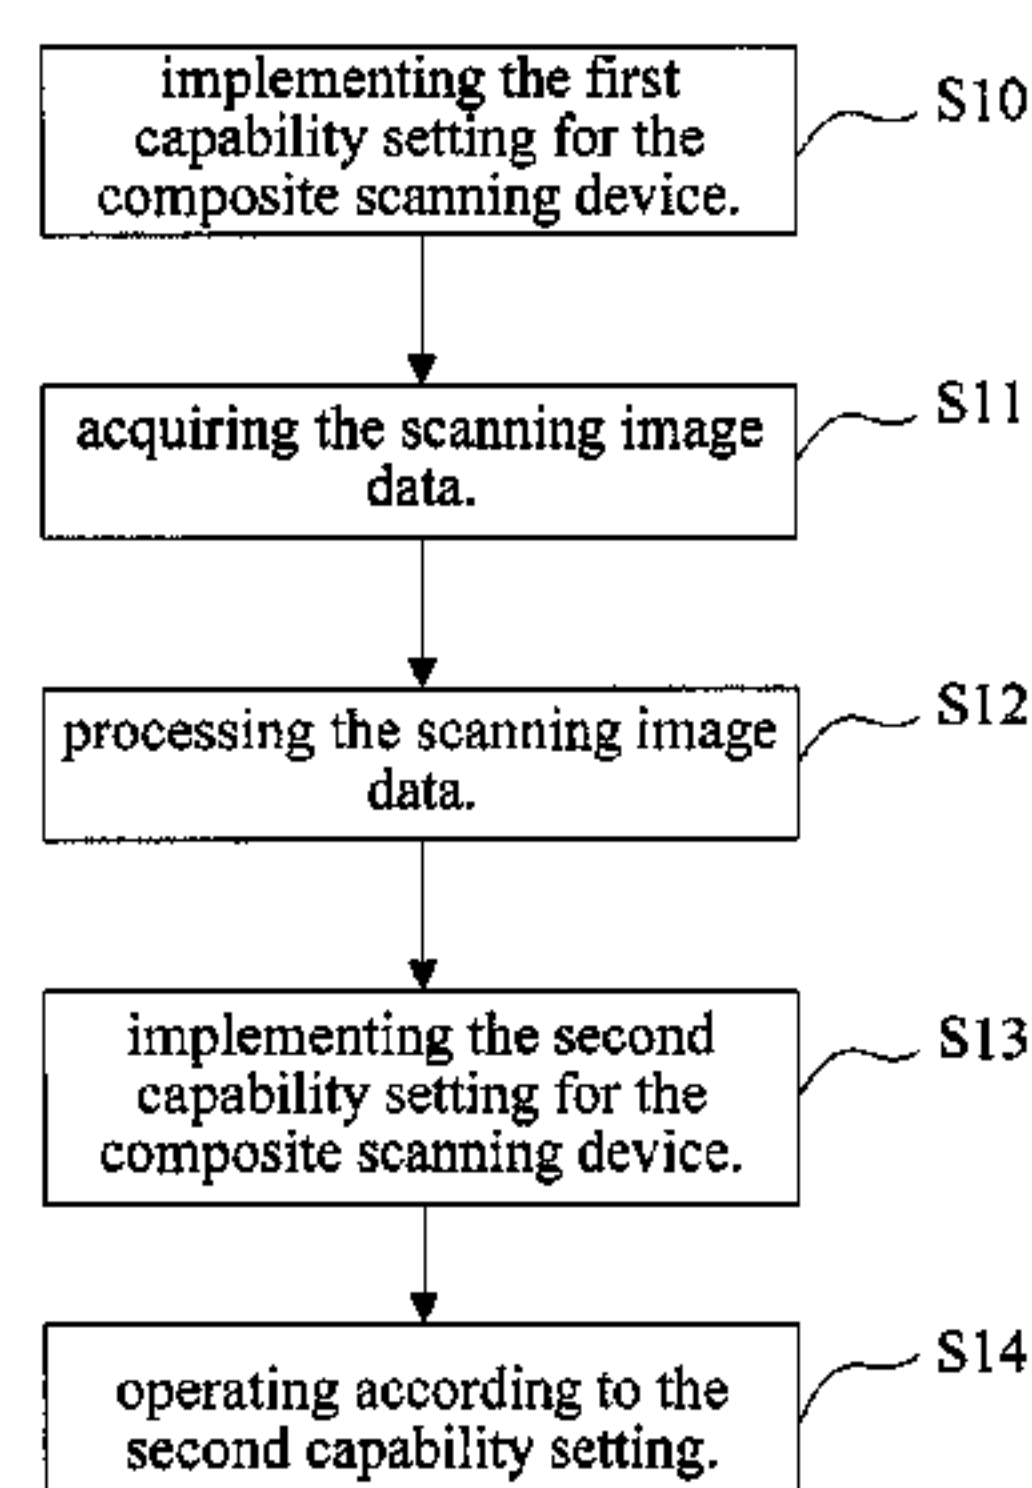 implementing the first
capability setting for the
composite scanning device.
S10
acquiring the scanning image
data.
S11
processing the scanning image
data.
S12
implementing the second
capability setting for the
composite scanning device.
S13
operating according to the
second capability setting.
S14